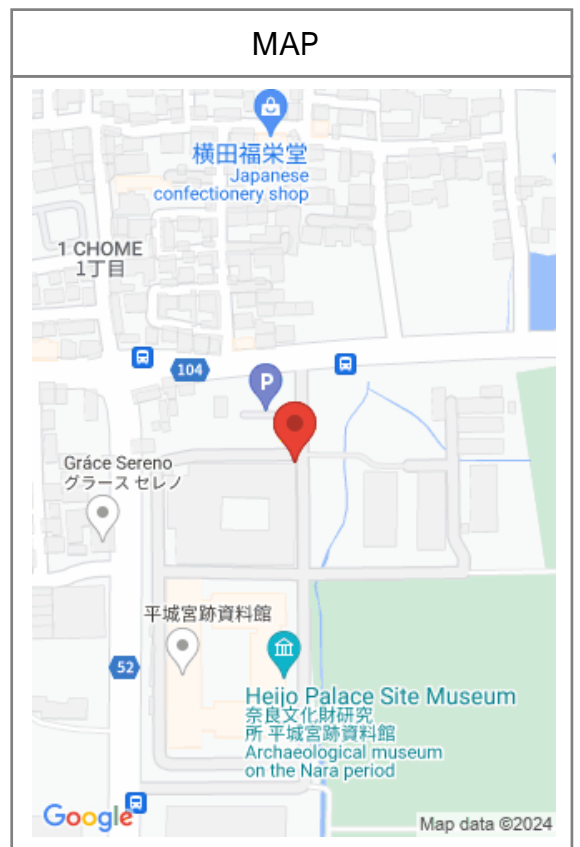 MAP
横田福栄堂
Japanese
confectionery shop
1 CHOME
1丁目
104
P
Gráce Sereno
グラース セレノ
平城宮跡資料館
52
Heijo Palace Site Museum
奈良文化財研究
所 平城宮跡資料館
Archaeological museum
on the Nara period
Google
Map data ©2024